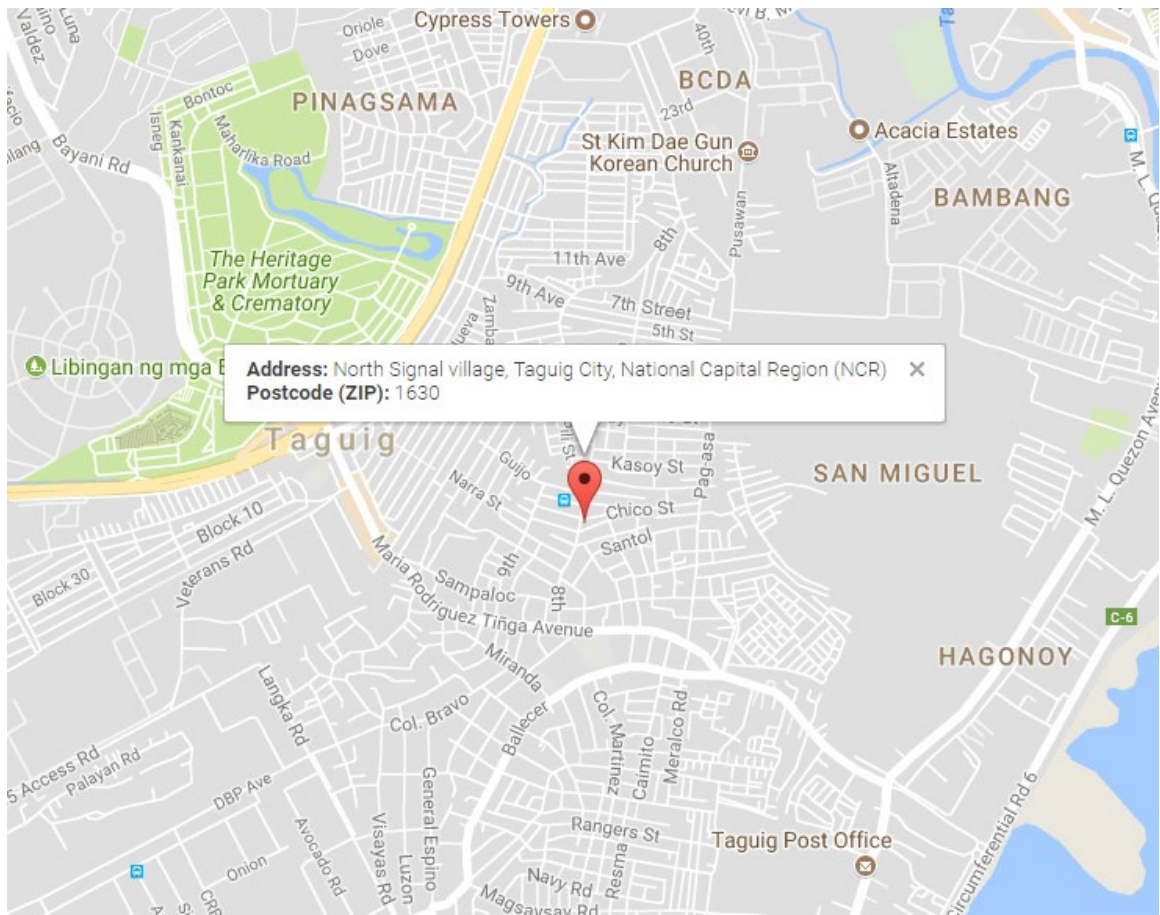 Cypress Towers
Oriole
Dove
40th
BCDA
23rd
Luna
Valdez
Bontoc
PINAGSAMA
Isneg
Kankanai
Maharlika Road
Bayani Rd
St Kim Dae Gun
Korean Church
Acacia Estates
Altadena
BAMBANG
Pusawan
8th
11th Ave
9th Ave
7th Street
5th St
The Heritage
Park Mortuary
& Crematory
Libingan ng mga
Address: North Signal village, Taguig City, National Capital Region (NCR)
Postcode (ZIP): 1630
Taguig
Guijo
Narra St
Kasoy St
Pag-asa
Chico St
Santol
SAN MIGUEL
M. L. Quezon Avenu
Block 10
Block 30
Veterans Rd
Maria Rodriguez Tiñga Avenue
Sampaloc
9th
8th
C-6
HAGONOY
Miranda
Ballecer
Langka Rd
Col. Bravo
Col. Martinez
Caimito
Meralco Rd
5 Access Rd
Palayan Rd
DBP Ave
General Espino
Avocado Rd
Visayas Rd
Luzon
Onion
Rangers St
Resma
Navy Rd
Magsaysay Rd
Taguig Post Office
Circumferential Rd 6